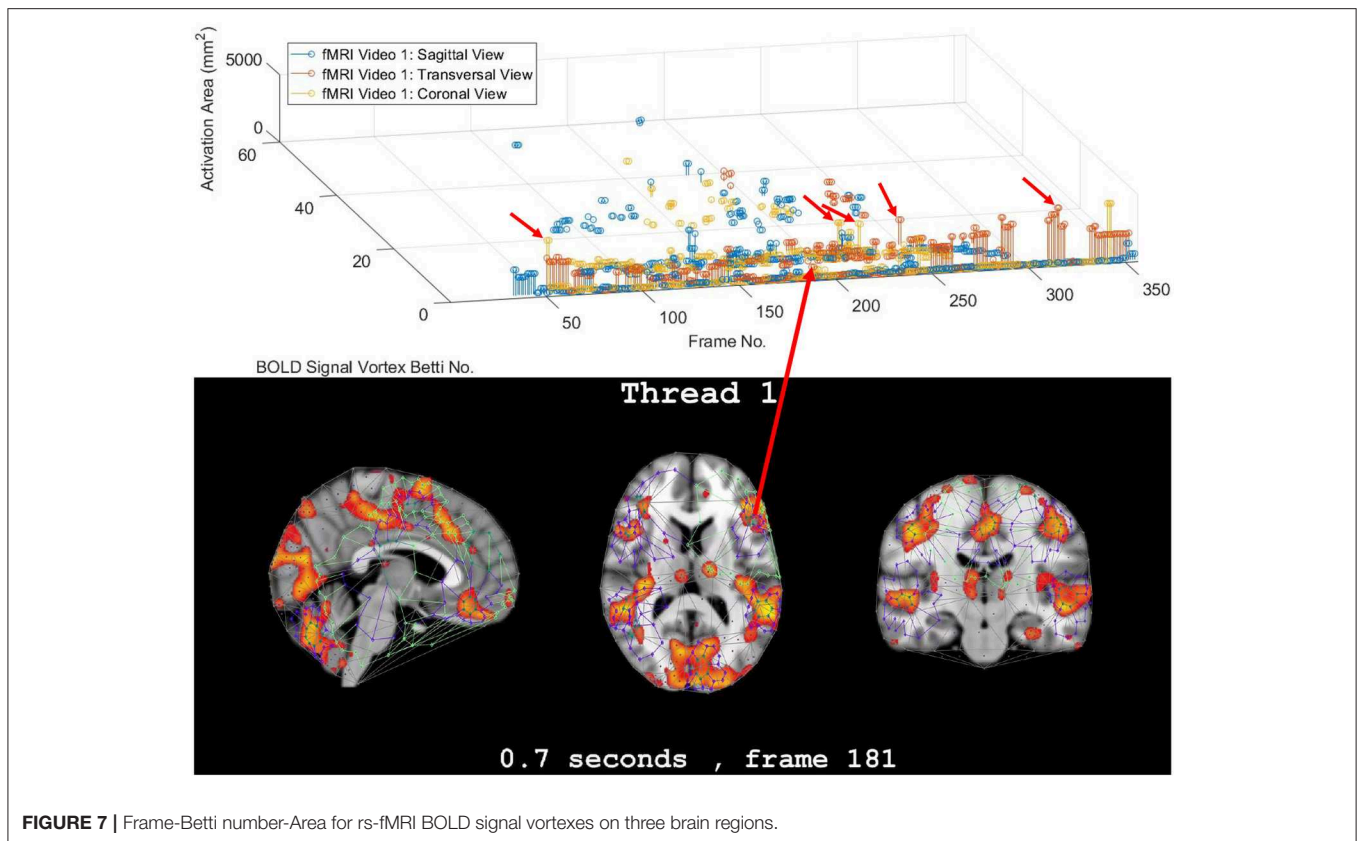 Activation Area (mm²)
5000
0
60
40
20
0
fMRI Video 1: Sagittal View
fMRI Video 1: Transversal View
fMRI Video 1: Coronal View
50
100
150
200
250
300
350
Frame No.
BOLD Signal Vortex Betti No.
Thread 1
0.7 seconds , frame 181
FIGURE 7 | Frame-Betti number-Area for rs-fMRI BOLD signal vortexes on three brain regions.